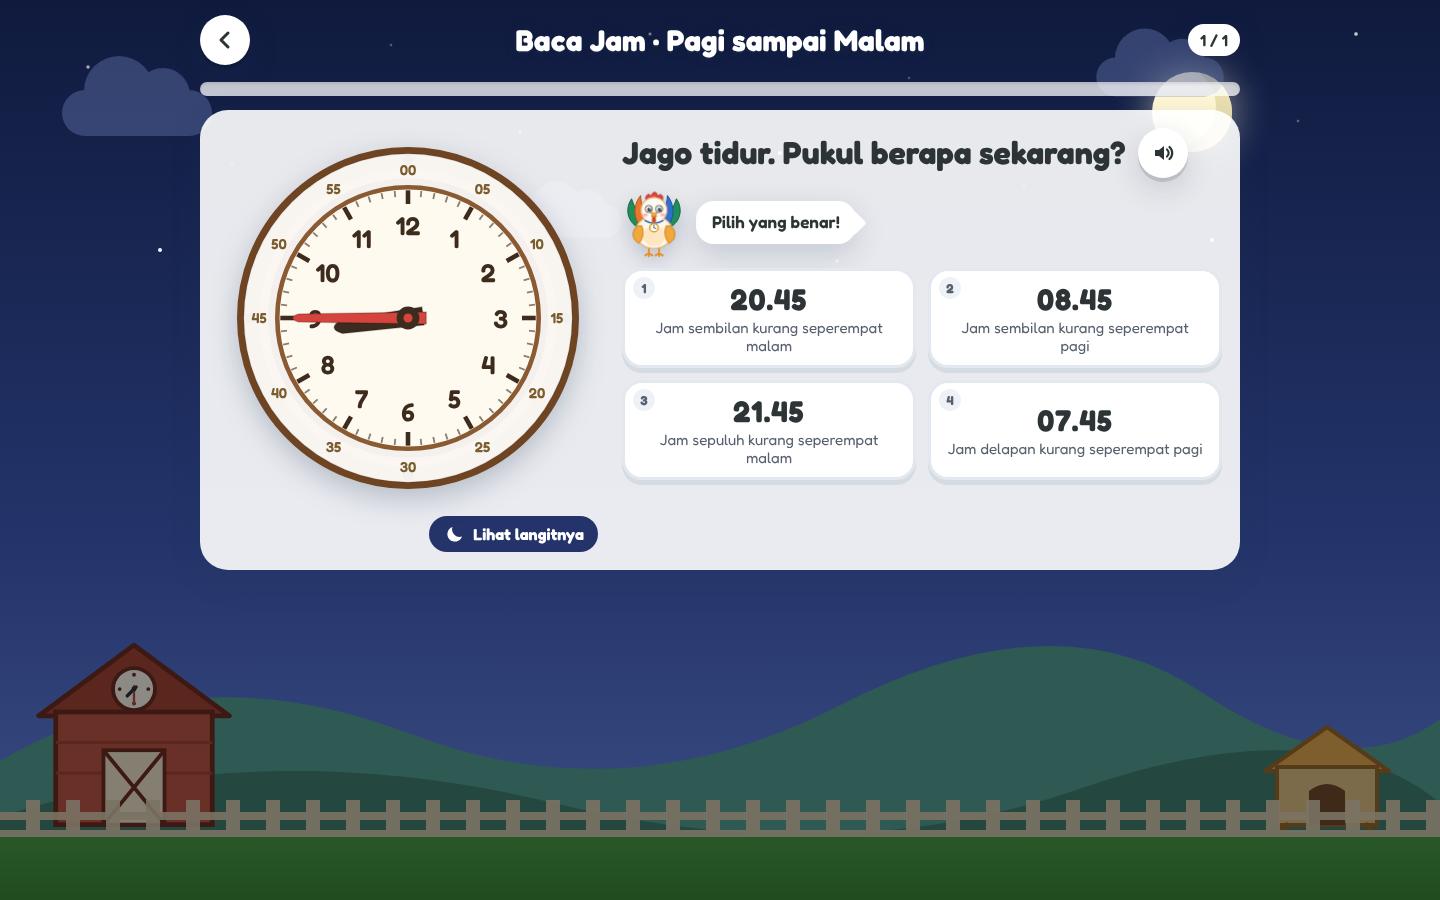 Baca Jam · Pagi sampai Malam
1 / 1
00
05
10
15
20
25
30
35
40
45
50
55
12
1
2
3
4
5
6
7
8
9
10
11
Lihat langitnya
Jago tidur. Pukul berapa sekarang?
Pilih yang benar!
1
20.45
Jam sembilan kurang seperempat
malam
2
08.45
Jam sembilan kurang seperempat
pagi
3
21.45
Jam sepuluh kurang seperempat
malam
4
07.45
Jam delapan kurang seperempat pagi